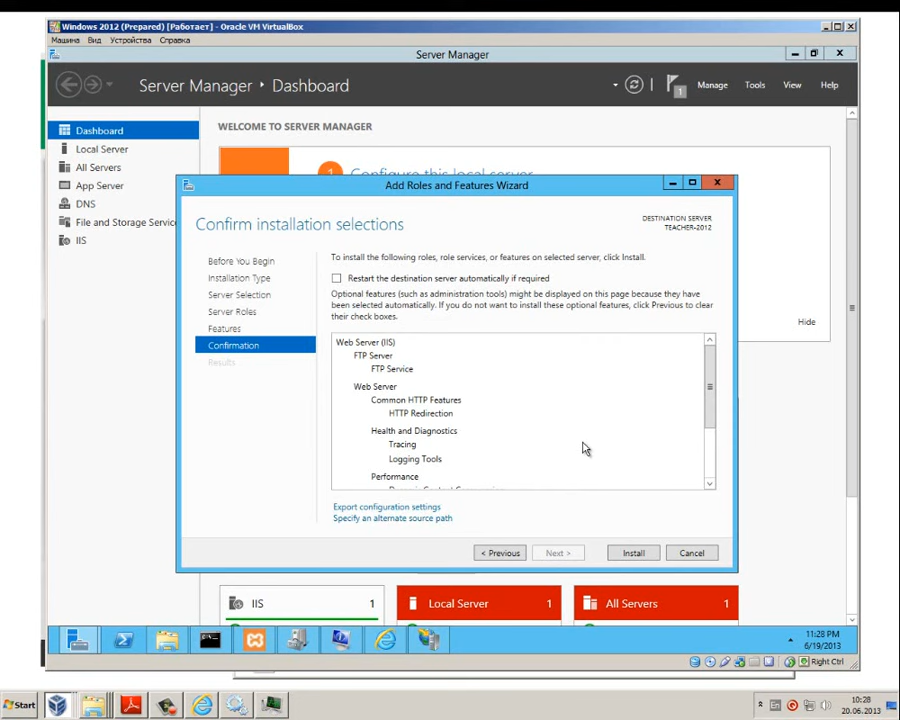 Windows 2012 (Prepared) [Работает] - Oracle VM VirtualBox
Машина Вид Устройства Справка
Server Manager
Server Manager ▸ Dashboard
1
Manage Tools View Help
Dashboard
Local Server
All Servers
App Server
DNS
File and Storage Servic
IIS
WELCOME TO SERVER MANAGER
1 Configure this local server
Hide
Add Roles and Features Wizard
Confirm installation selections
DESTINATION SERVER
TEACHER-2012
Before You Begin
Installation Type
Server Selection
Server Roles
Features
Confirmation
Results
To install the following roles, role services, or features on selected server, click Install.
Restart the destination server automatically if required
Optional features (such as administration tools) might be displayed on this page because they have
been selected automatically. If you do not want to install these optional features, click Previous to clear
their check boxes.
Web Server (IIS)
FTP Server
FTP Service
Web Server
Common HTTP Features
HTTP Redirection
Health and Diagnostics
Tracing
Logging Tools
Performance
Export configuration settings
Specify an alternate source path
< Previous Next > Install Cancel
IIS 1
Local Server 1
All Servers 1
11:28 PM
6/19/2013
Right Ctrl
Start
10:28
20.06.2013